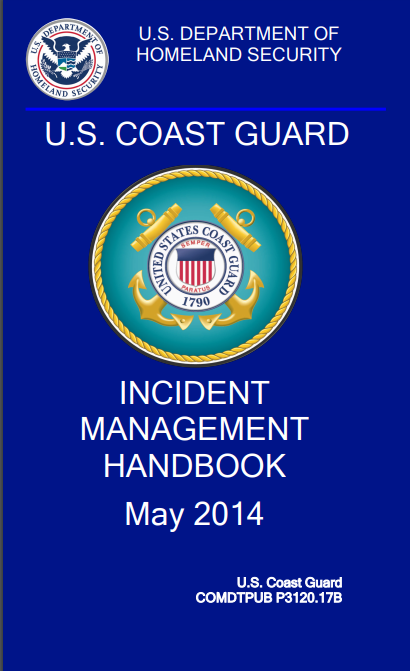 U.S. DEPARTMENT OF
HOMELAND SECURITY
U.S. DEPARTMENT OF
HOMELAND SECURITY
U.S. COAST GUARD
UNITED STATES COAST GUARD
SEMPER
PARATUS
1790
INCIDENT
MANAGEMENT
HANDBOOK
May 2014
U.S. Coast Guard
COMDTPUB P3120.17B